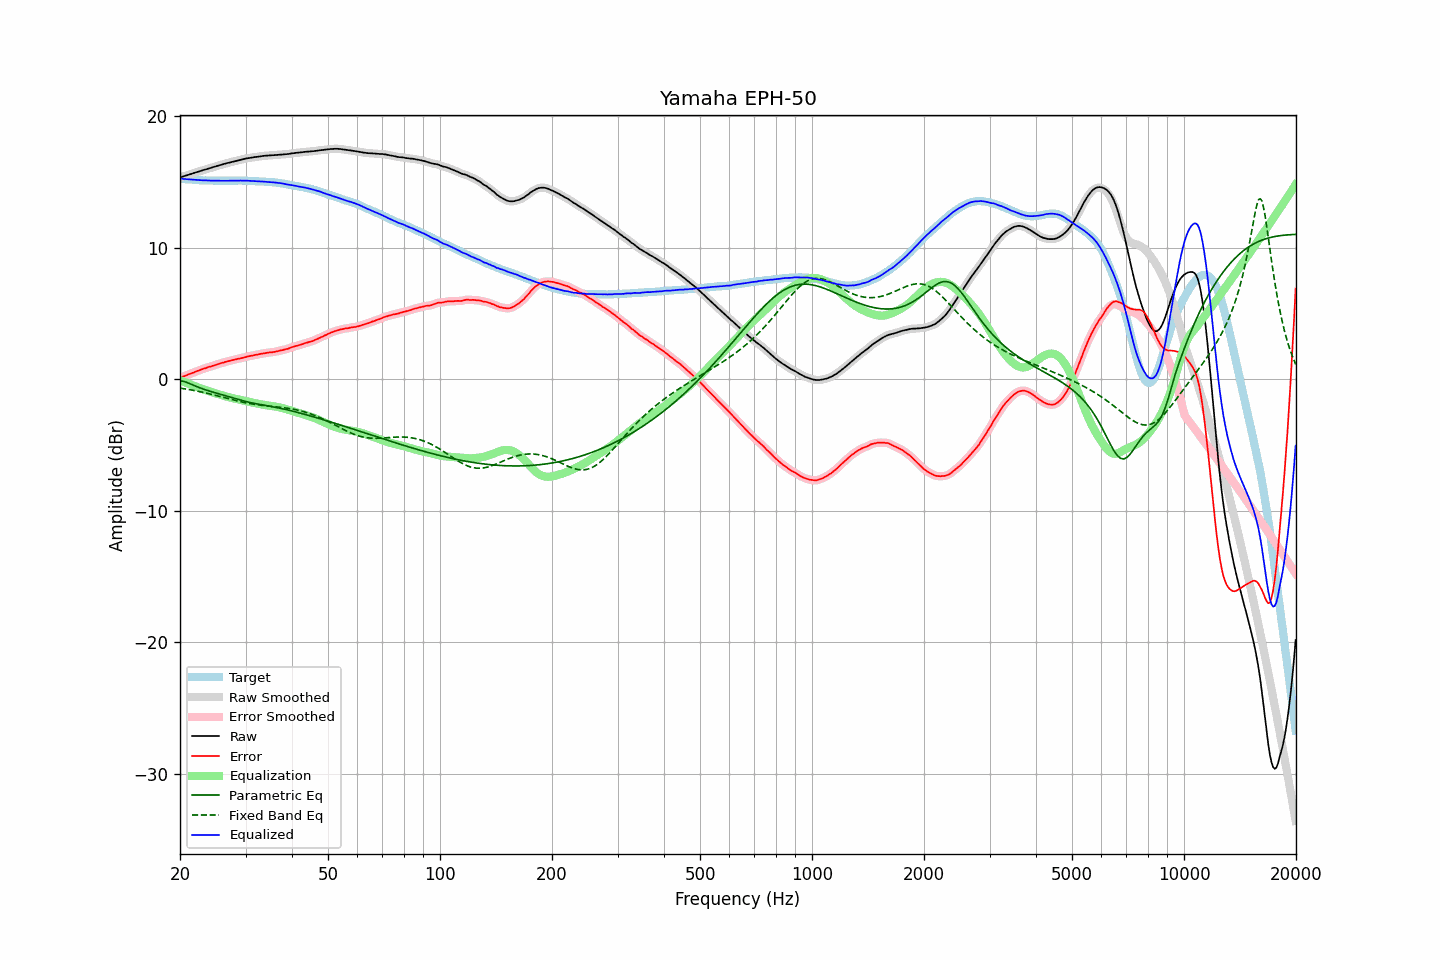 Yamaha EPH-50
20
10
0
−10
−20
−30
Amplitude (dBr)
Target
Raw Smoothed
Error Smoothed
Raw
Error
Equalization
Parametric Eq
Fixed Band Eq
Equalized
20 50 100 200 500 1000 2000 5000 10000 20000
Frequency (Hz)